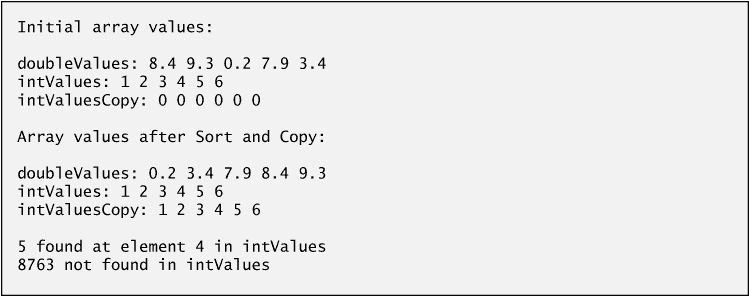 Initial array values:
doubleValues: 8.4 9.3 0.2 7.9 3.4
intValues: 1 2 3 4 5 6
intValuesCopy: 0 0 0 0 0 0
Array values after Sort and Copy:
doubleValues: 0.2 3.4 7.9 8.4 9.3
intValues: 1 2 3 4 5 6
intValuesCopy: 1 2 3 4 5 6
5 found at element 4 in intValues
8763 not found in intValues